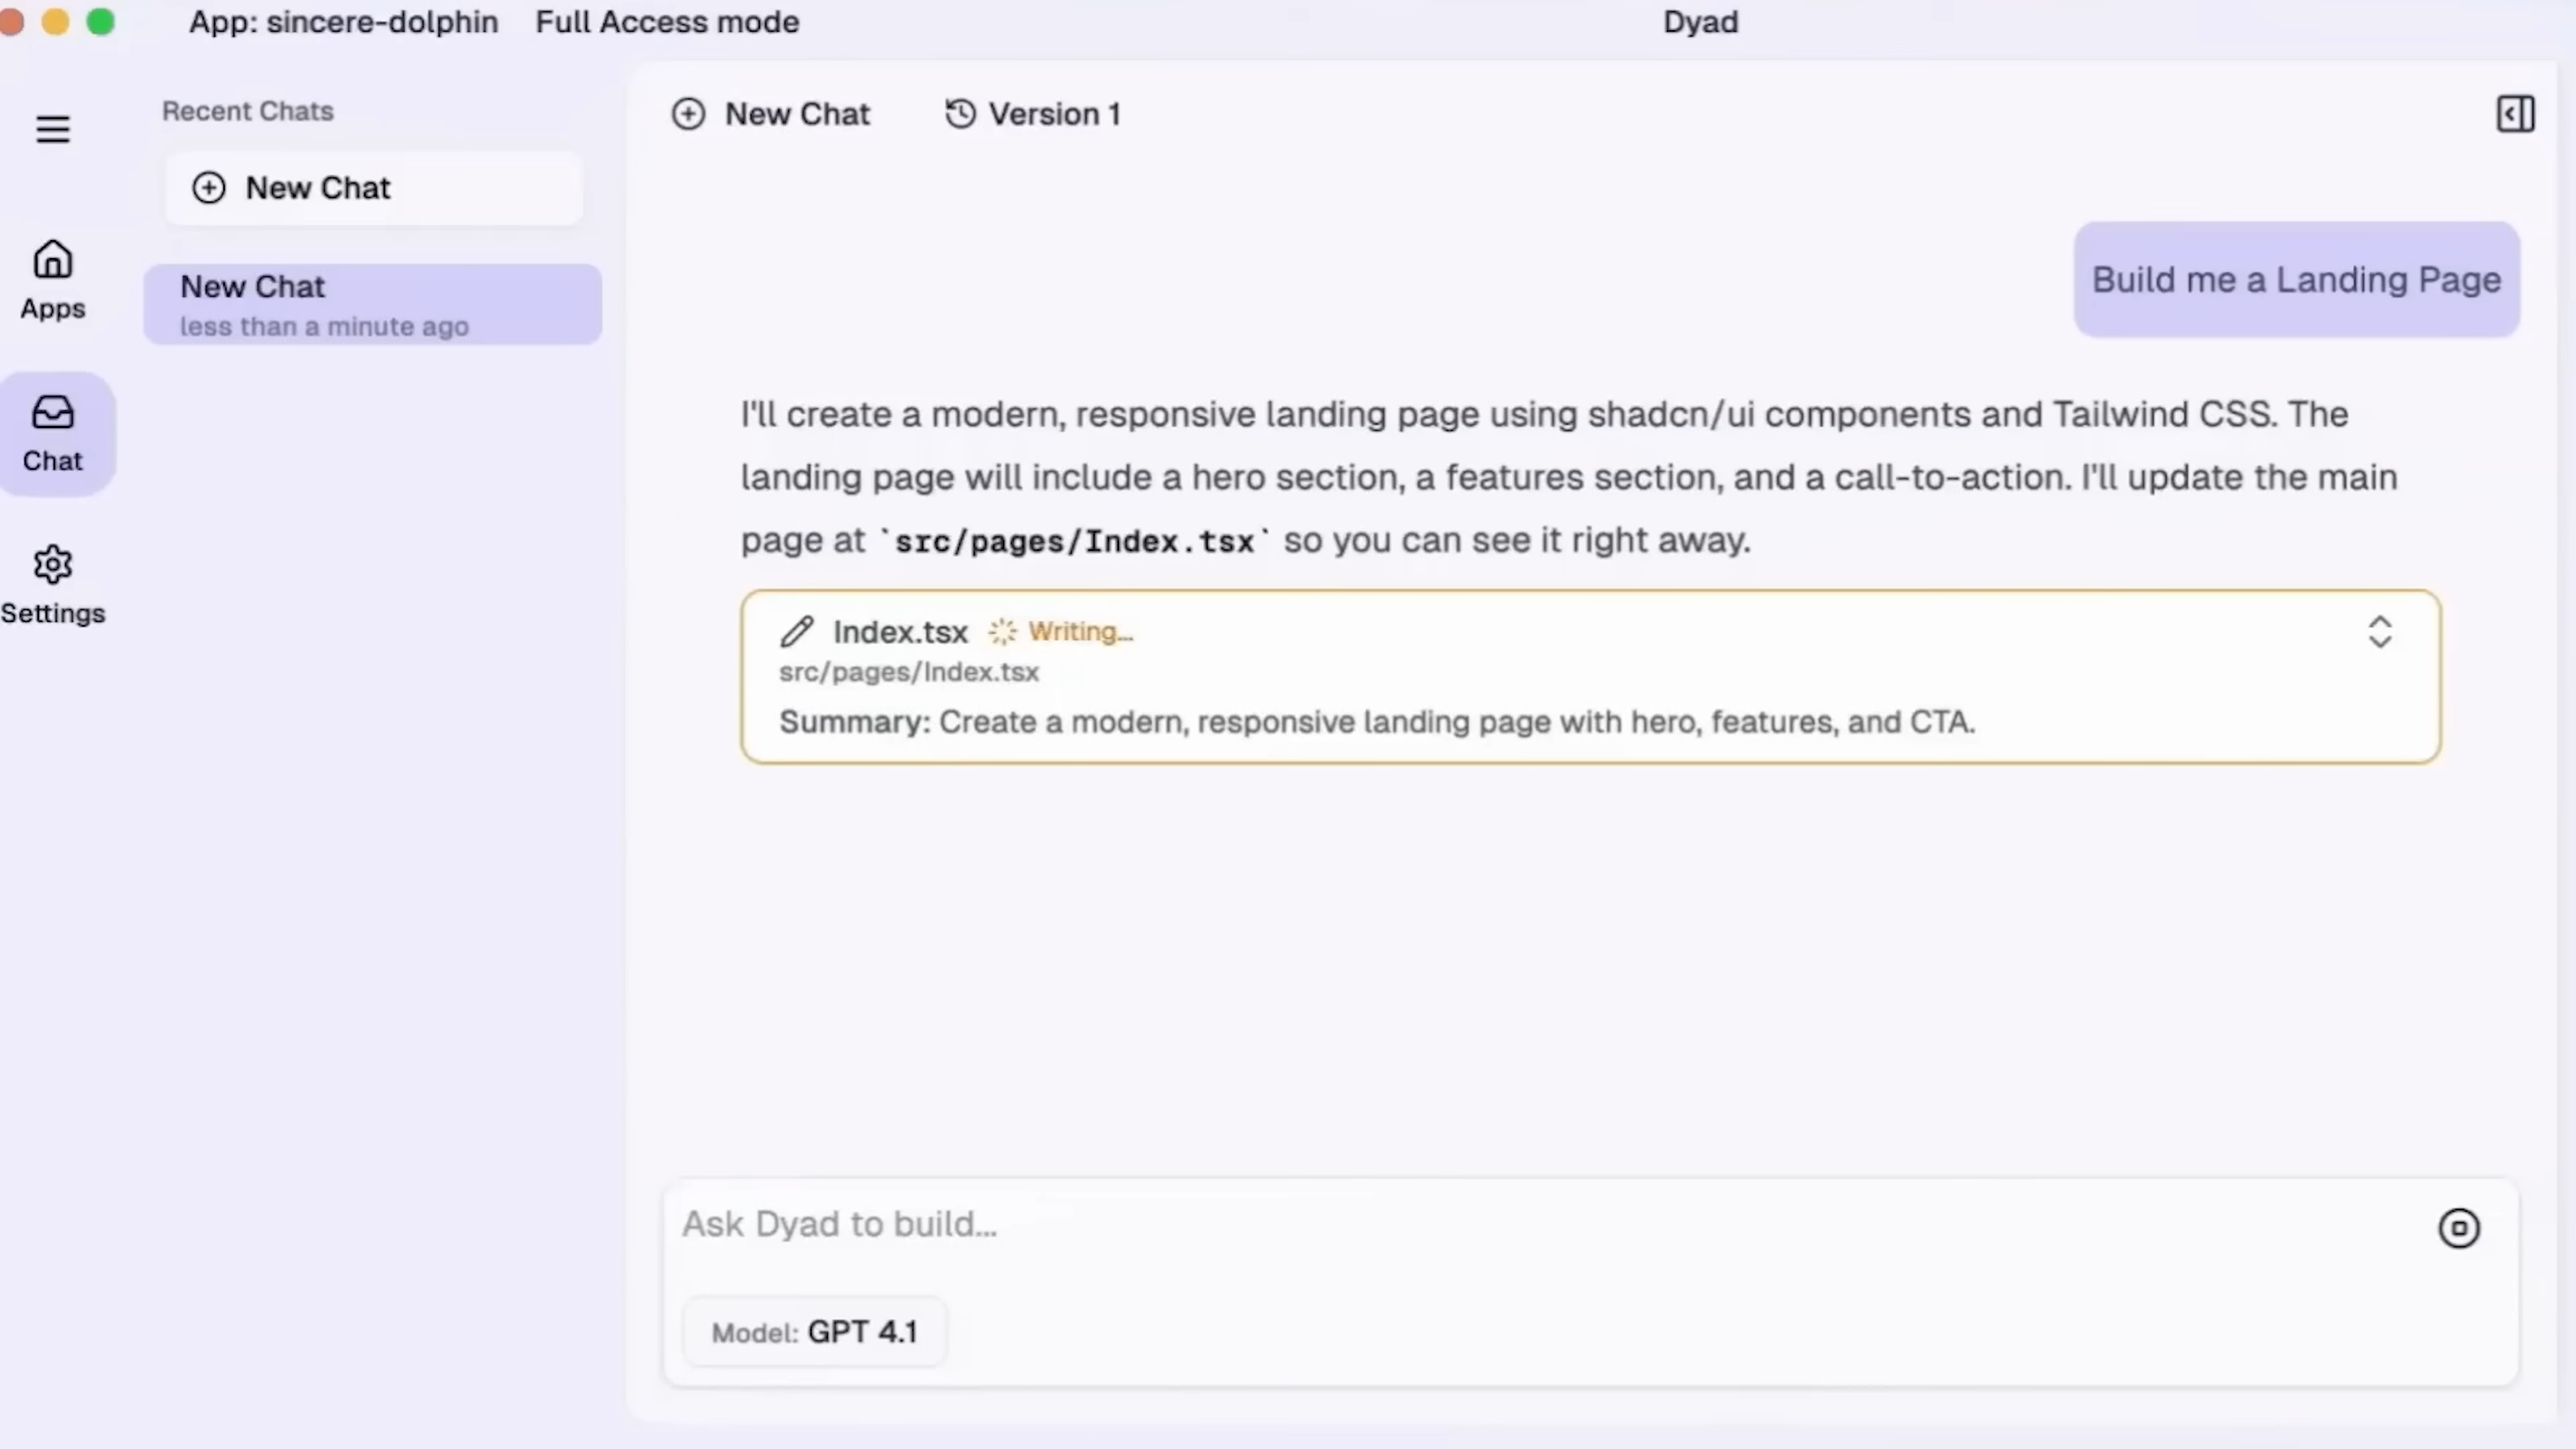 App: sincere-dolphin Full Access mode Dyad
Recent Chats
New Chat
New Chat
less than a minute ago
Apps
Chat
Settings
New Chat Version 1
Build me a Landing Page
I'll create a modern, responsive landing page using shadcn/ui components and Tailwind CSS. The
landing page will include a hero section, a features section, and a call-to-action. I'll update the main
page at `src/pages/Index.tsx` so you can see it right away.
Index.tsx Writing...
src/pages/Index.tsx
Summary: Create a modern, responsive landing page with hero, features, and CTA.
Ask Dyad to build...
Model: GPT 4.1